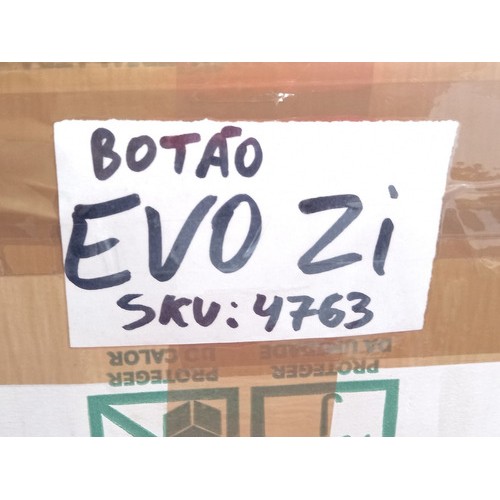 BOTÃO
EVO Zi
SKU: 4763
PROTEGER DO CALOR
PROTEGER DA UMIDADE